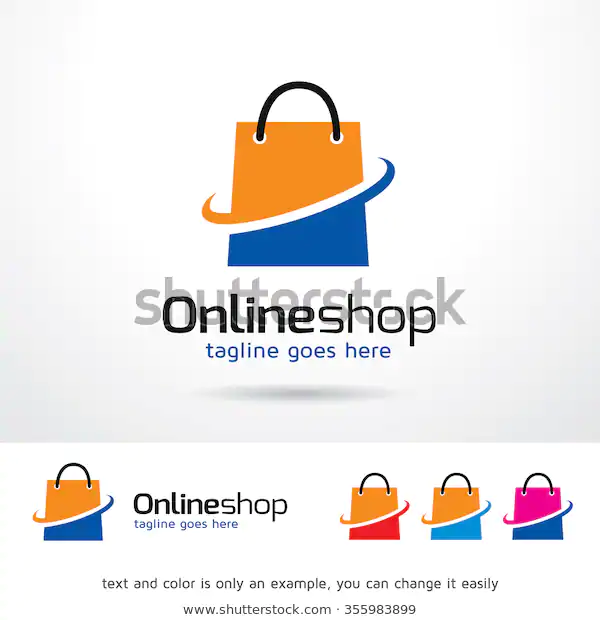 shutterstock
Onlineshop
tagline goes here
Onlineshop
tagline goes here
text and color is only an example, you can change it easily
www.shutterstock.com · 355983899